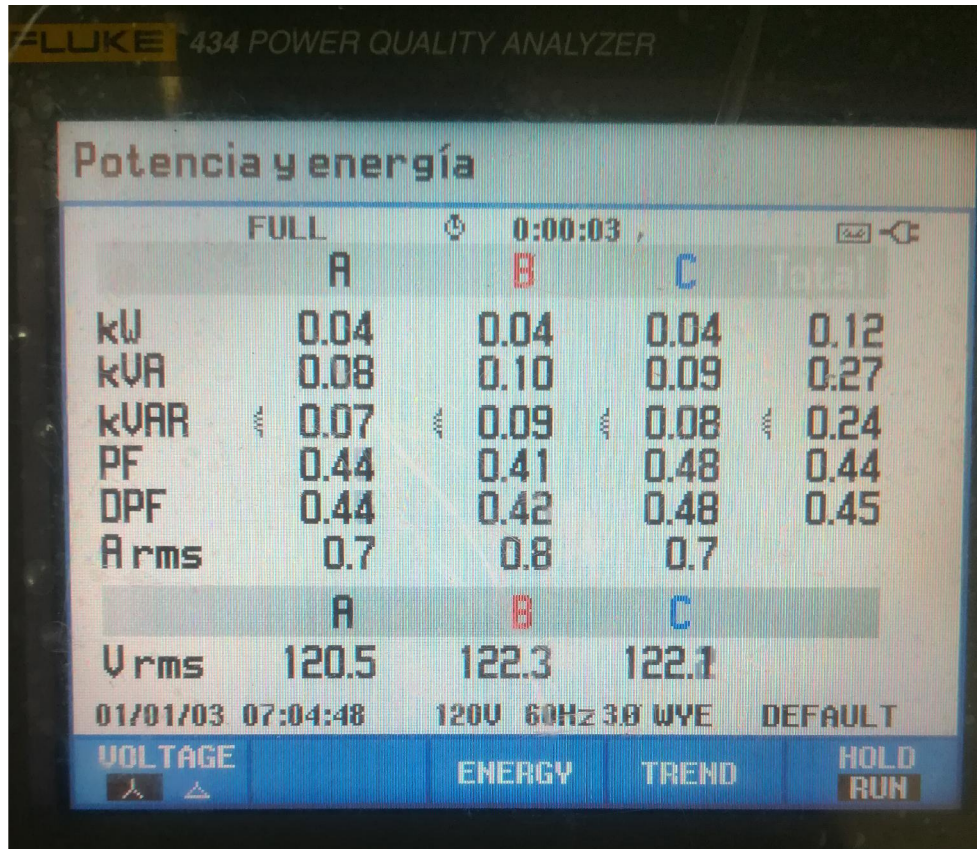 FLUKE 434 POWER QUALITY ANALYZER
Potencia y energía
FULL 0:00:03
A B C Total
kW 0.04 0.04 0.04 0.12
kVA 0.08 0.10 0.09 0.27
kVAR 0.07 0.09 0.08 0.24
PF 0.44 0.41 0.48 0.44
DPF 0.44 0.42 0.48 0.45
A rms 0.7 0.8 0.7
A B C
V rms 120.5 122.3 122.1
01/01/03 07:04:48 120V 60Hz 3Ø WYE DEFAULT
VOLTAGE ENERGY TREND HOLD
RUN